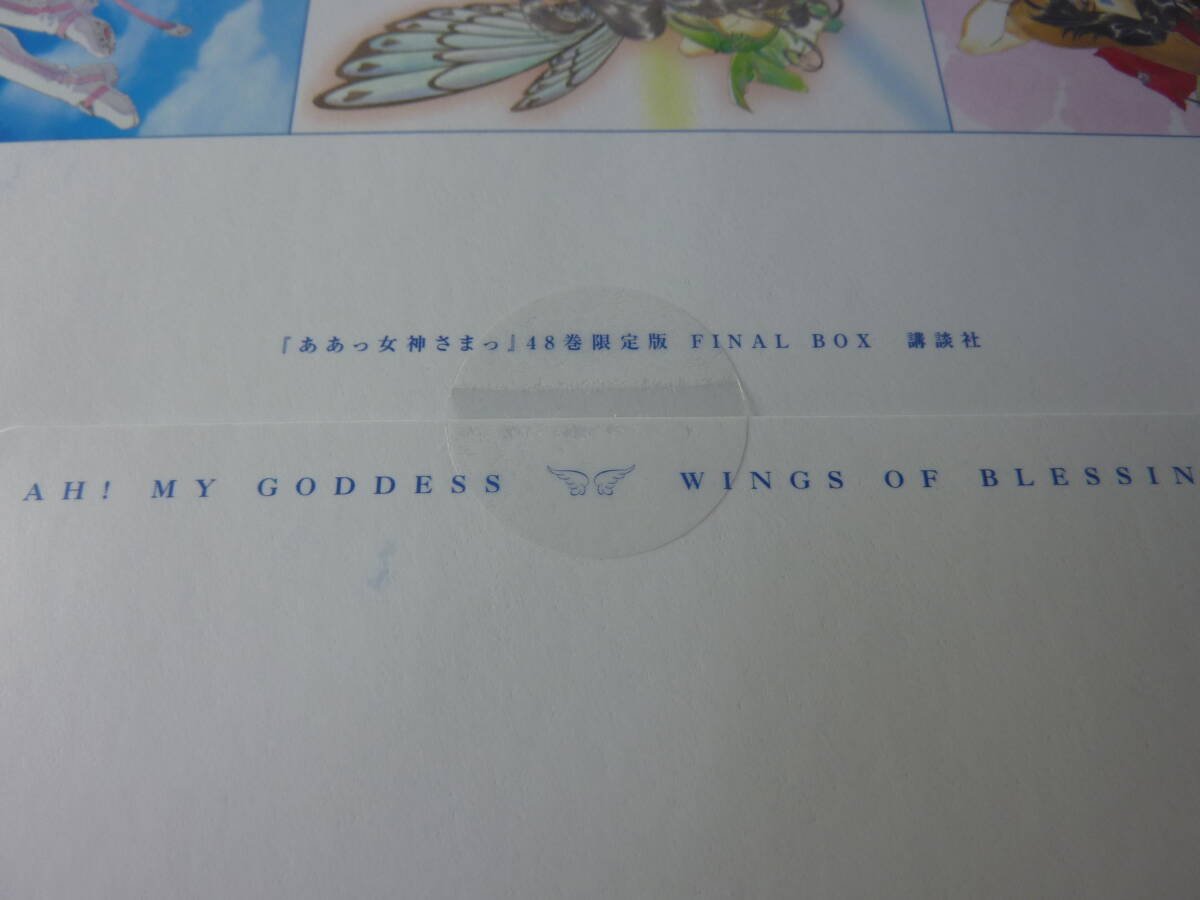 『ああっ女神さまっ』48巻限定版 FINAL BOX 講談社
AH! MY GODDESS WINGS OF BLESSIN